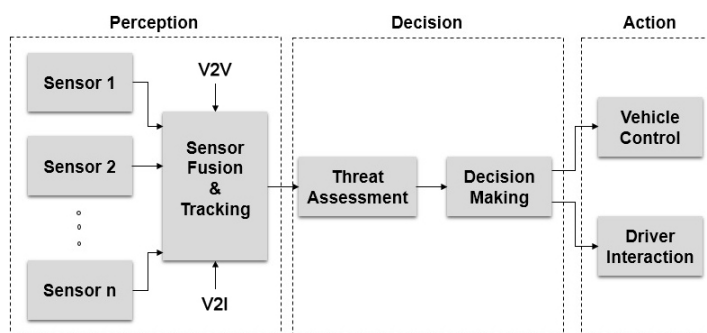 Perception
Decision
Action
Sensor 1
Sensor 2
Sensor n
V2V
Sensor
Fusion
&
Tracking
V2I
Threat
Assessment
Decision
Making
Vehicle
Control
Driver
Interaction